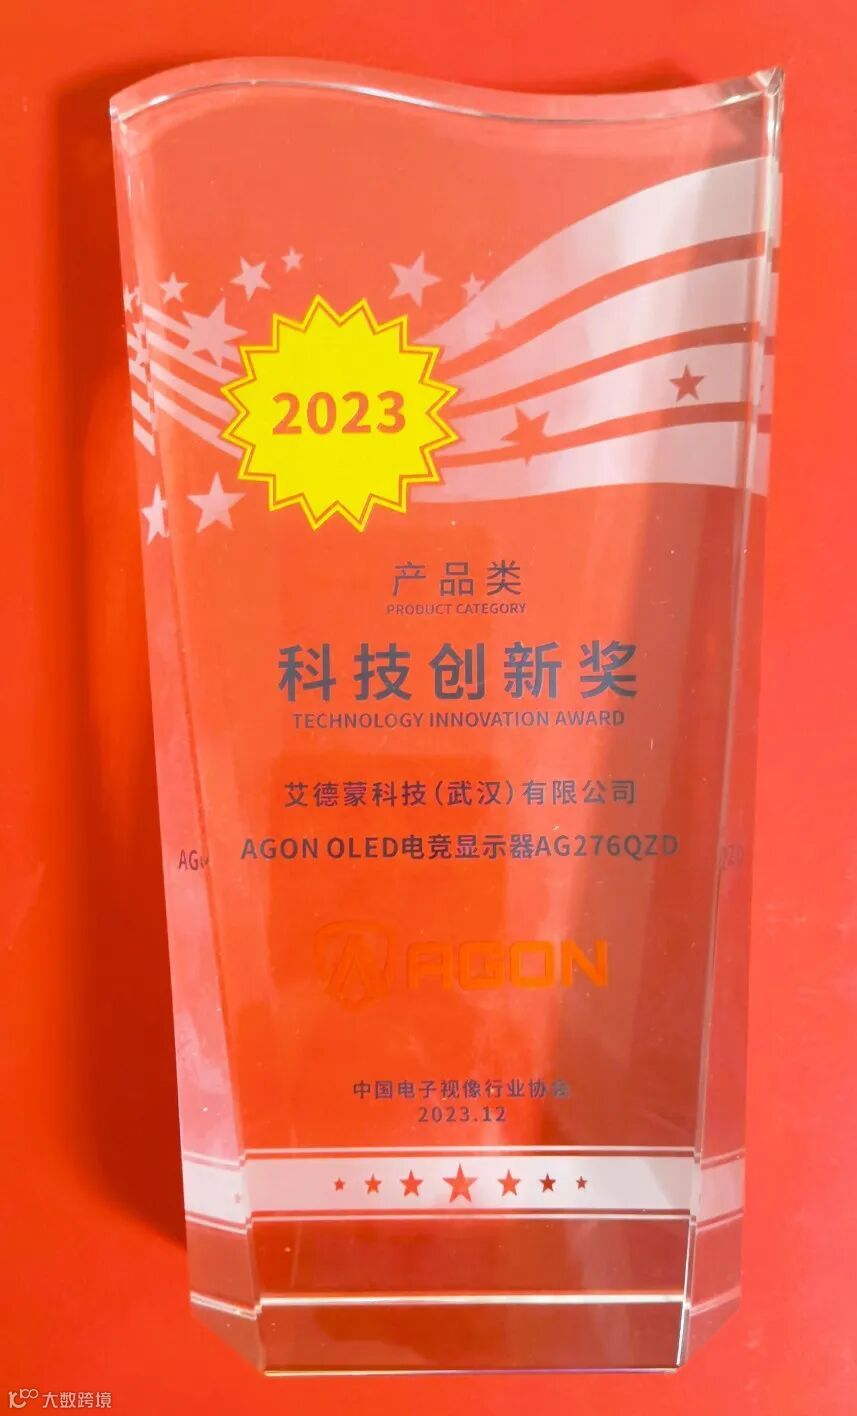 2023
产品类
PRODUCT CATEGORY
科技创新奖
TECHNOLOGY INNOVATION AWARD
艾德蒙科技(武汉)有限公司
AGON OLED电竞显示器AG276QZD
AGON
中国电子视像行业协会
2023.12
大数跨境